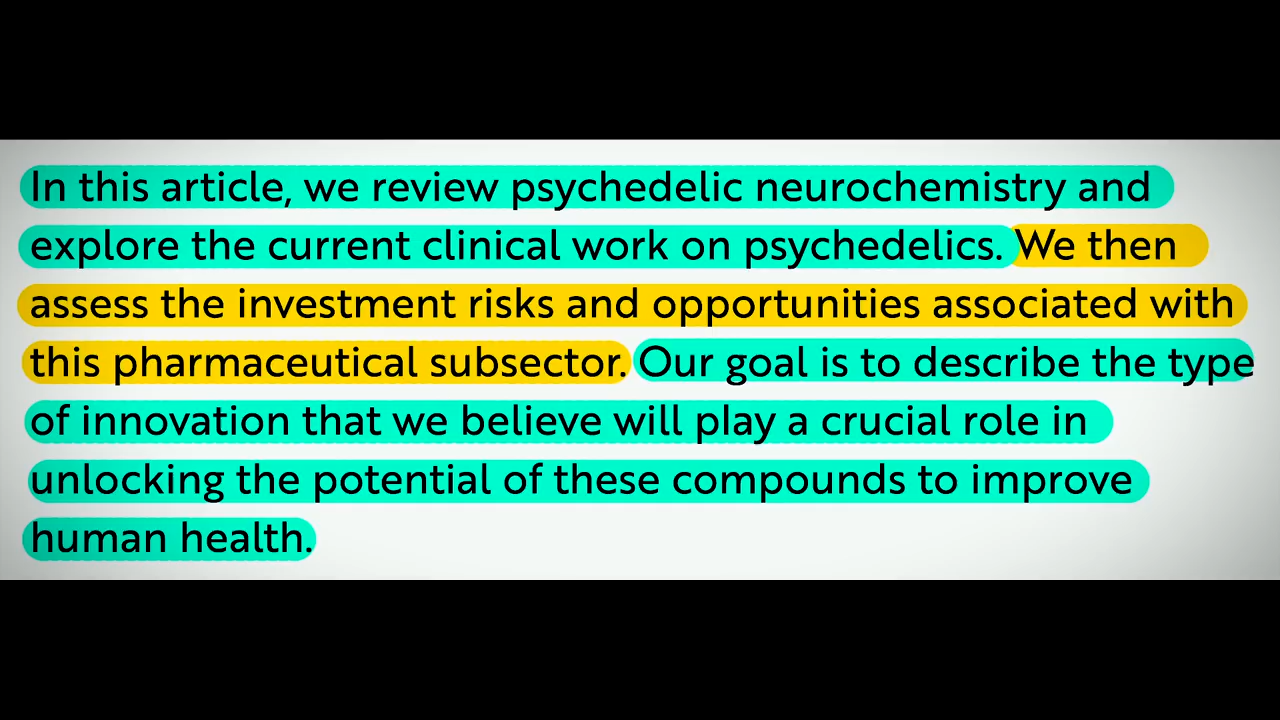 In this article, we review psychedelic neurochemistry and
explore the current clinical work on psychedelics. We then
assess the investment risks and opportunities associated with
this pharmaceutical subsector. Our goal is to describe the type
of innovation that we believe will play a crucial role in
unlocking the potential of these compounds to improve
human health.